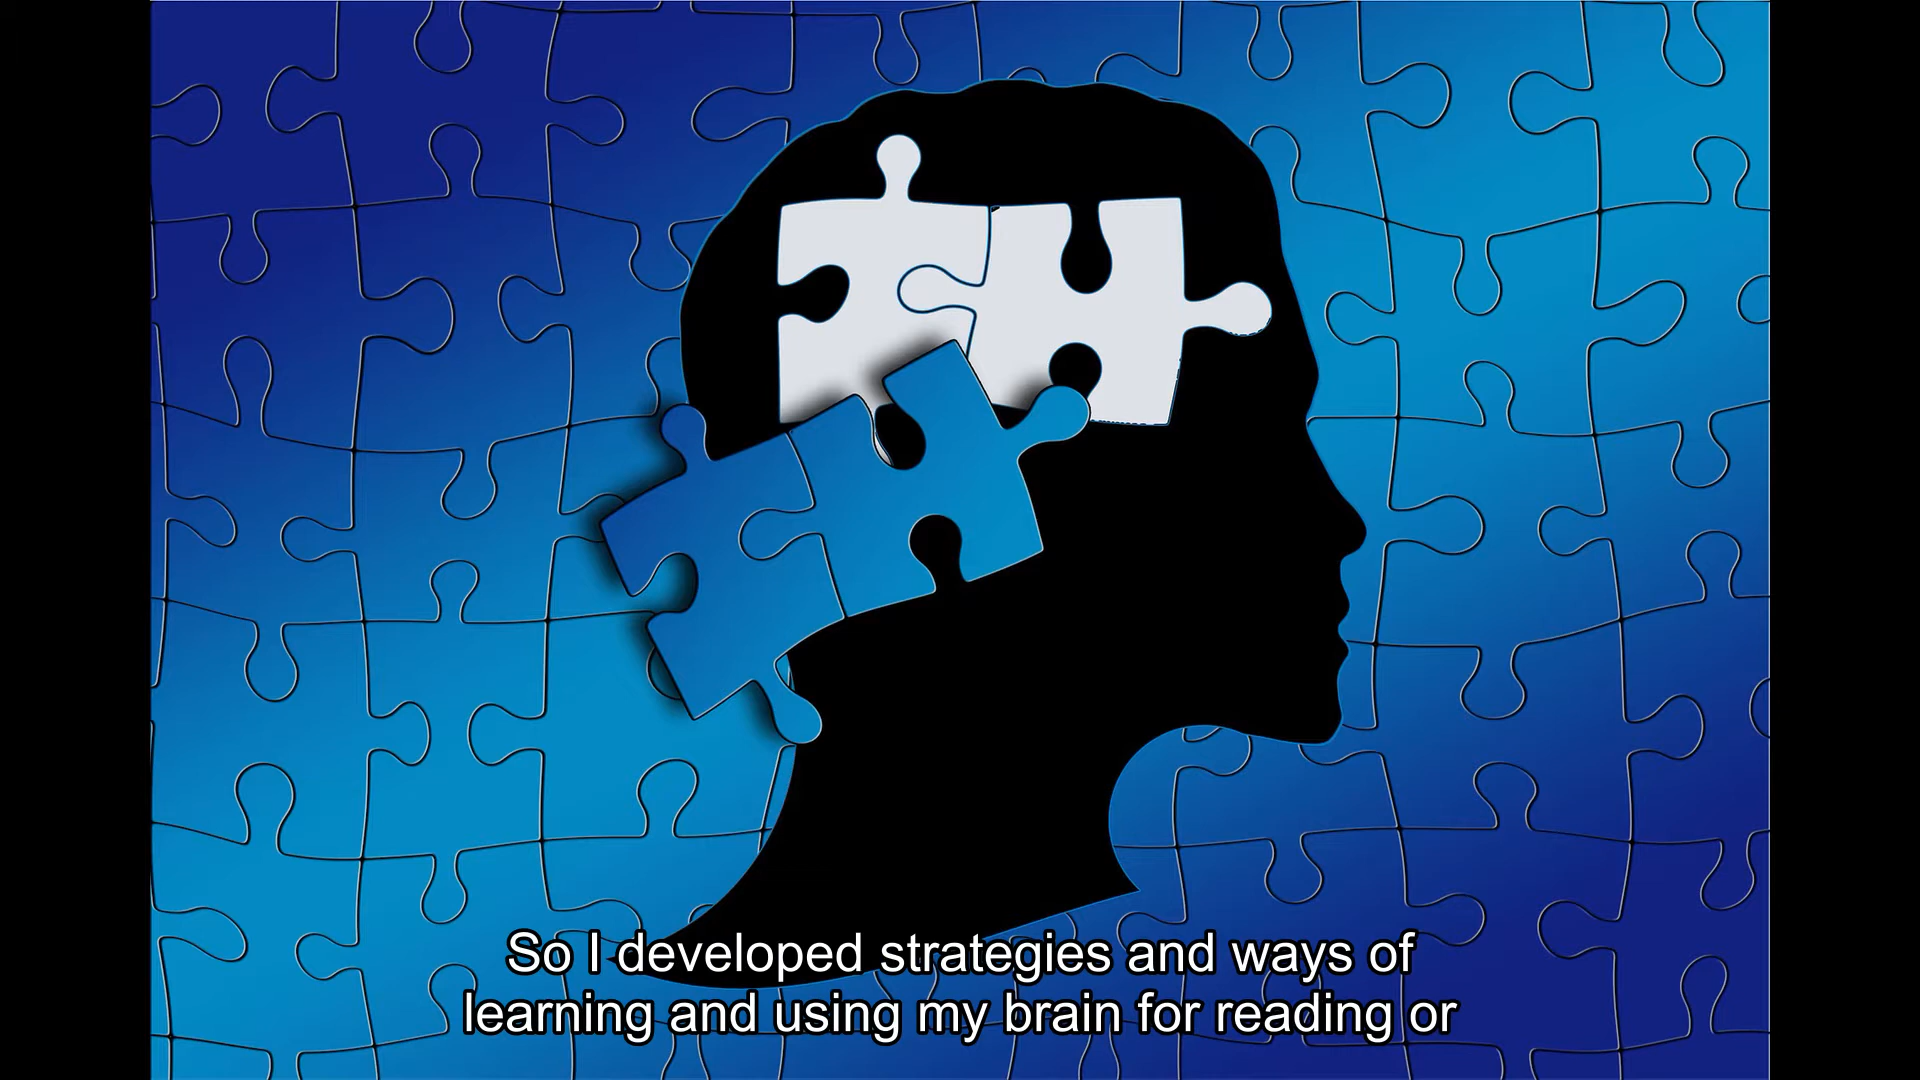 So I developed strategies and ways of
learning and using my brain for reading or